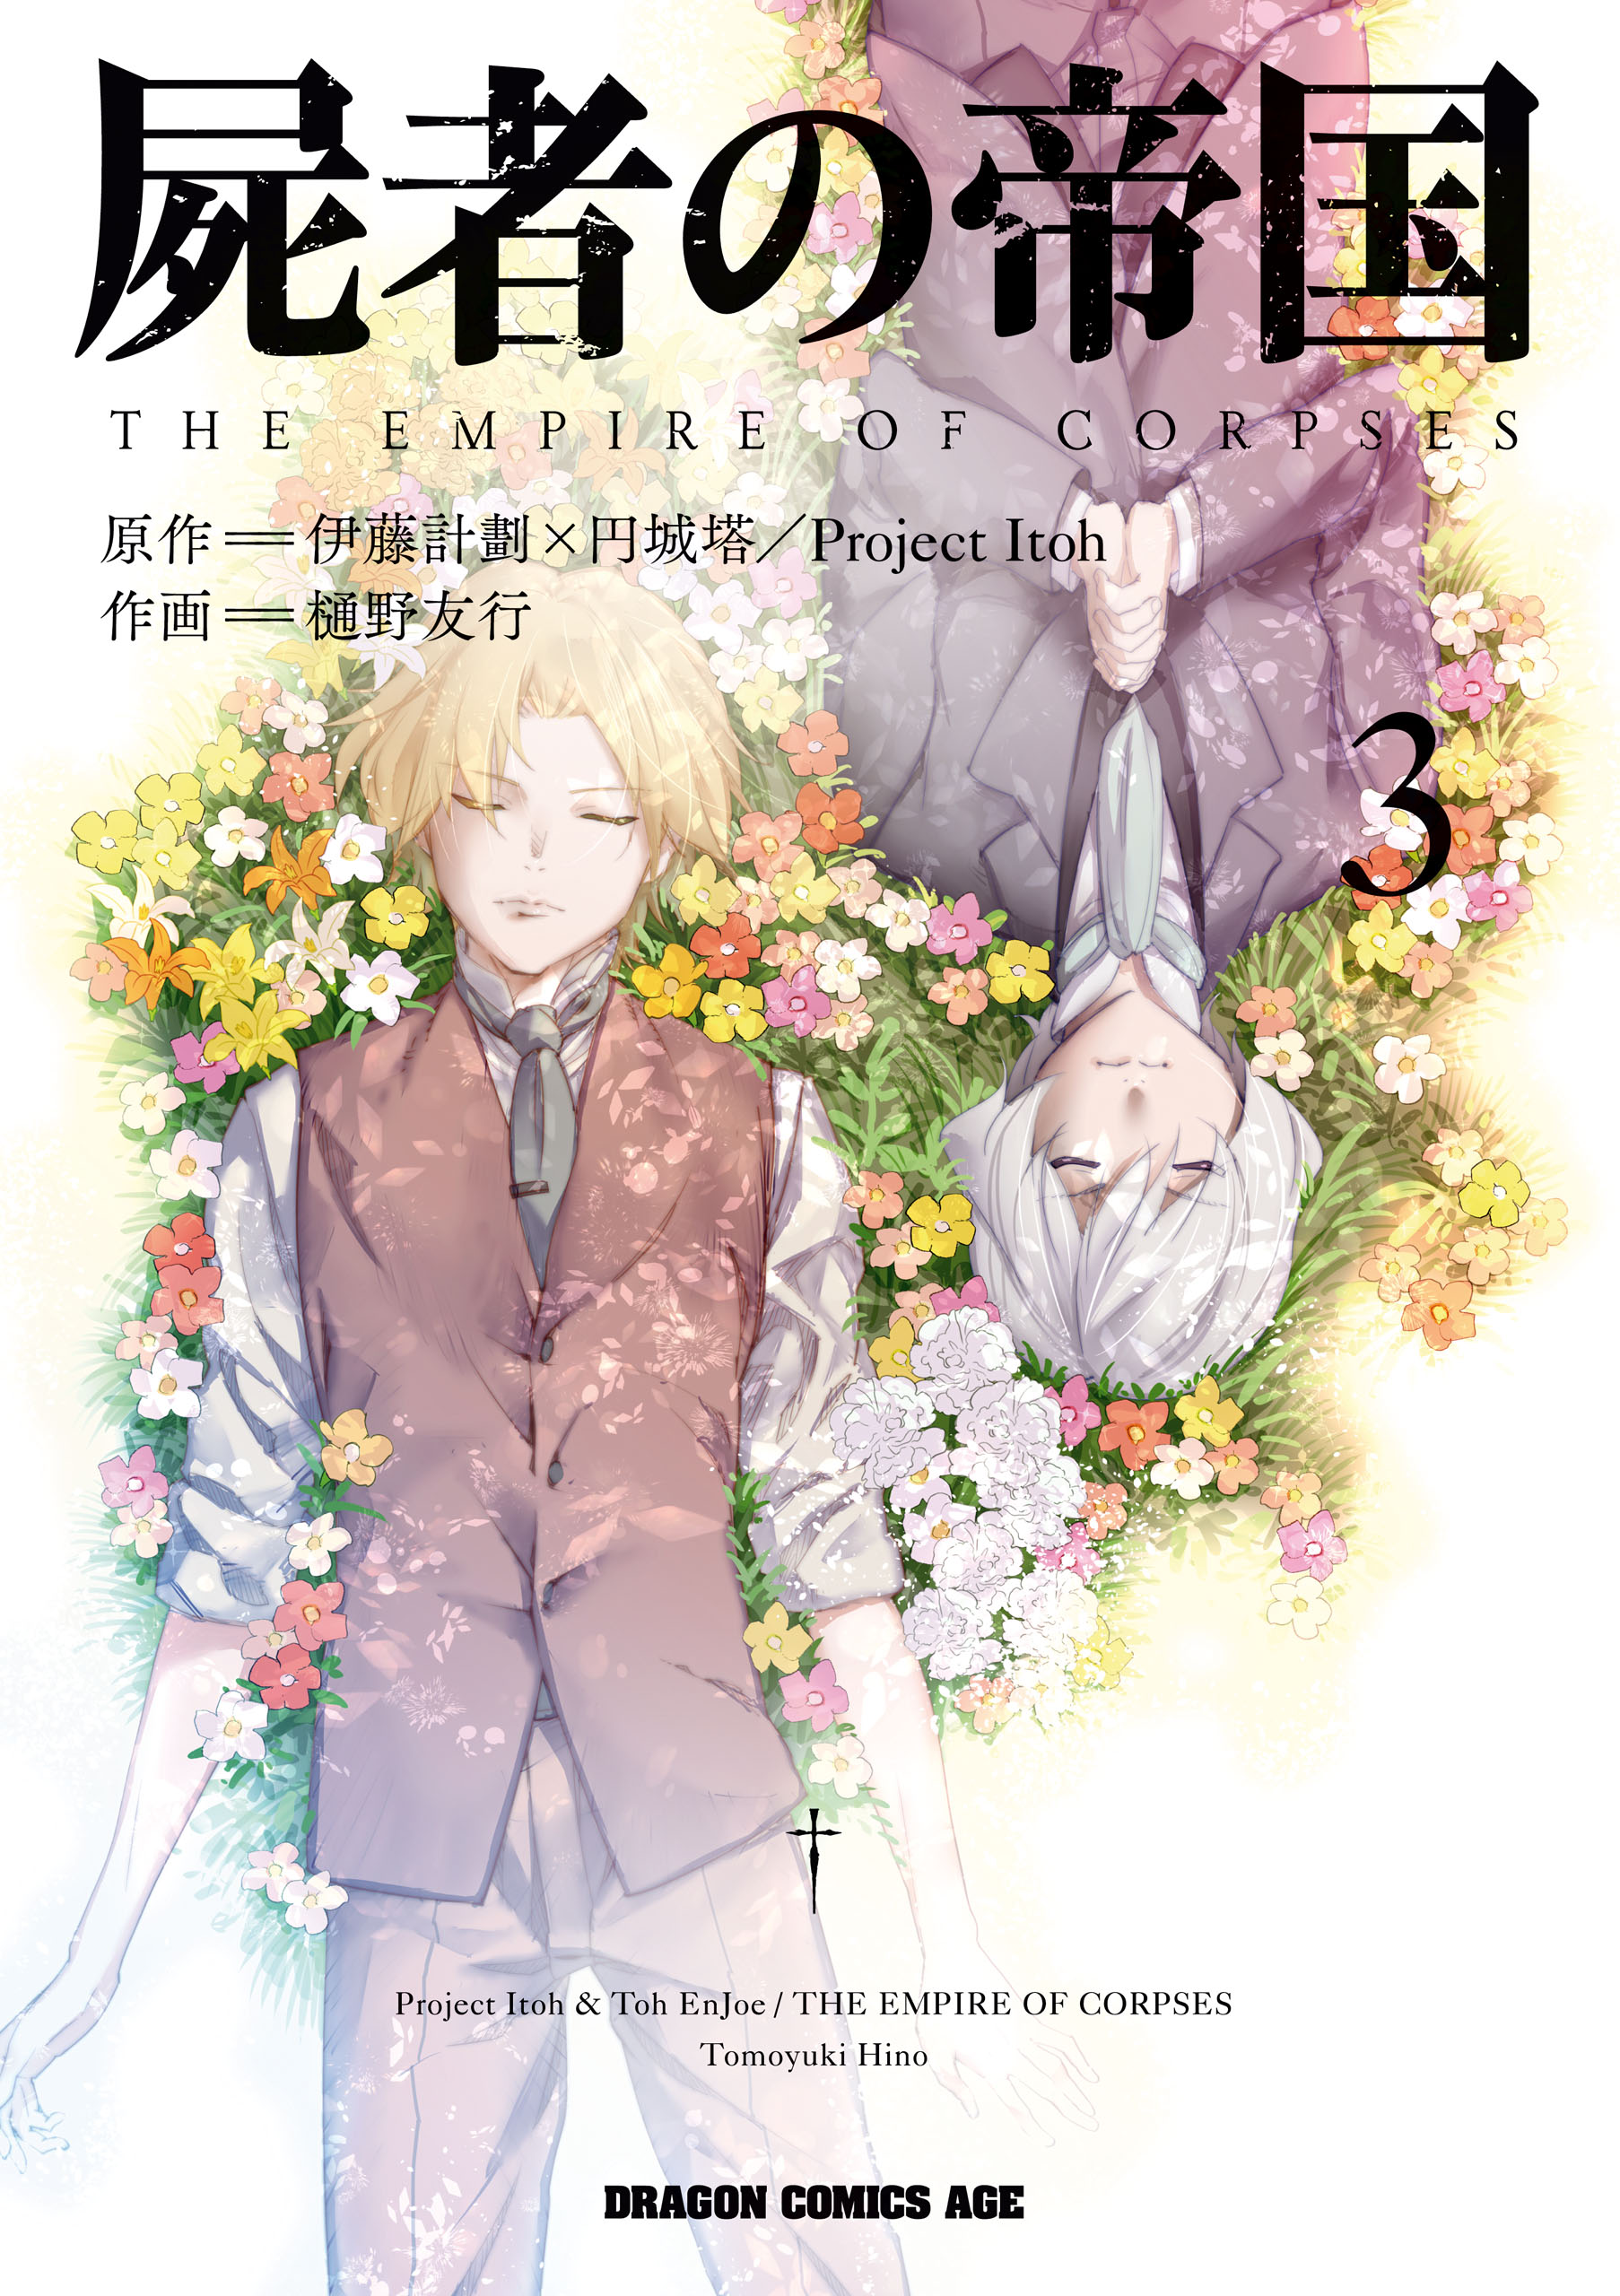 屍者の帝国
THE EMPIRE OF CORPSES
原作＝伊藤計劃×円城塔／Project Itoh
作画＝樋野友行
3
Project Itoh & Toh EnJoe / THE EMPIRE OF CORPSES
Tomoyuki Hino
DRAGON COMICS AGE